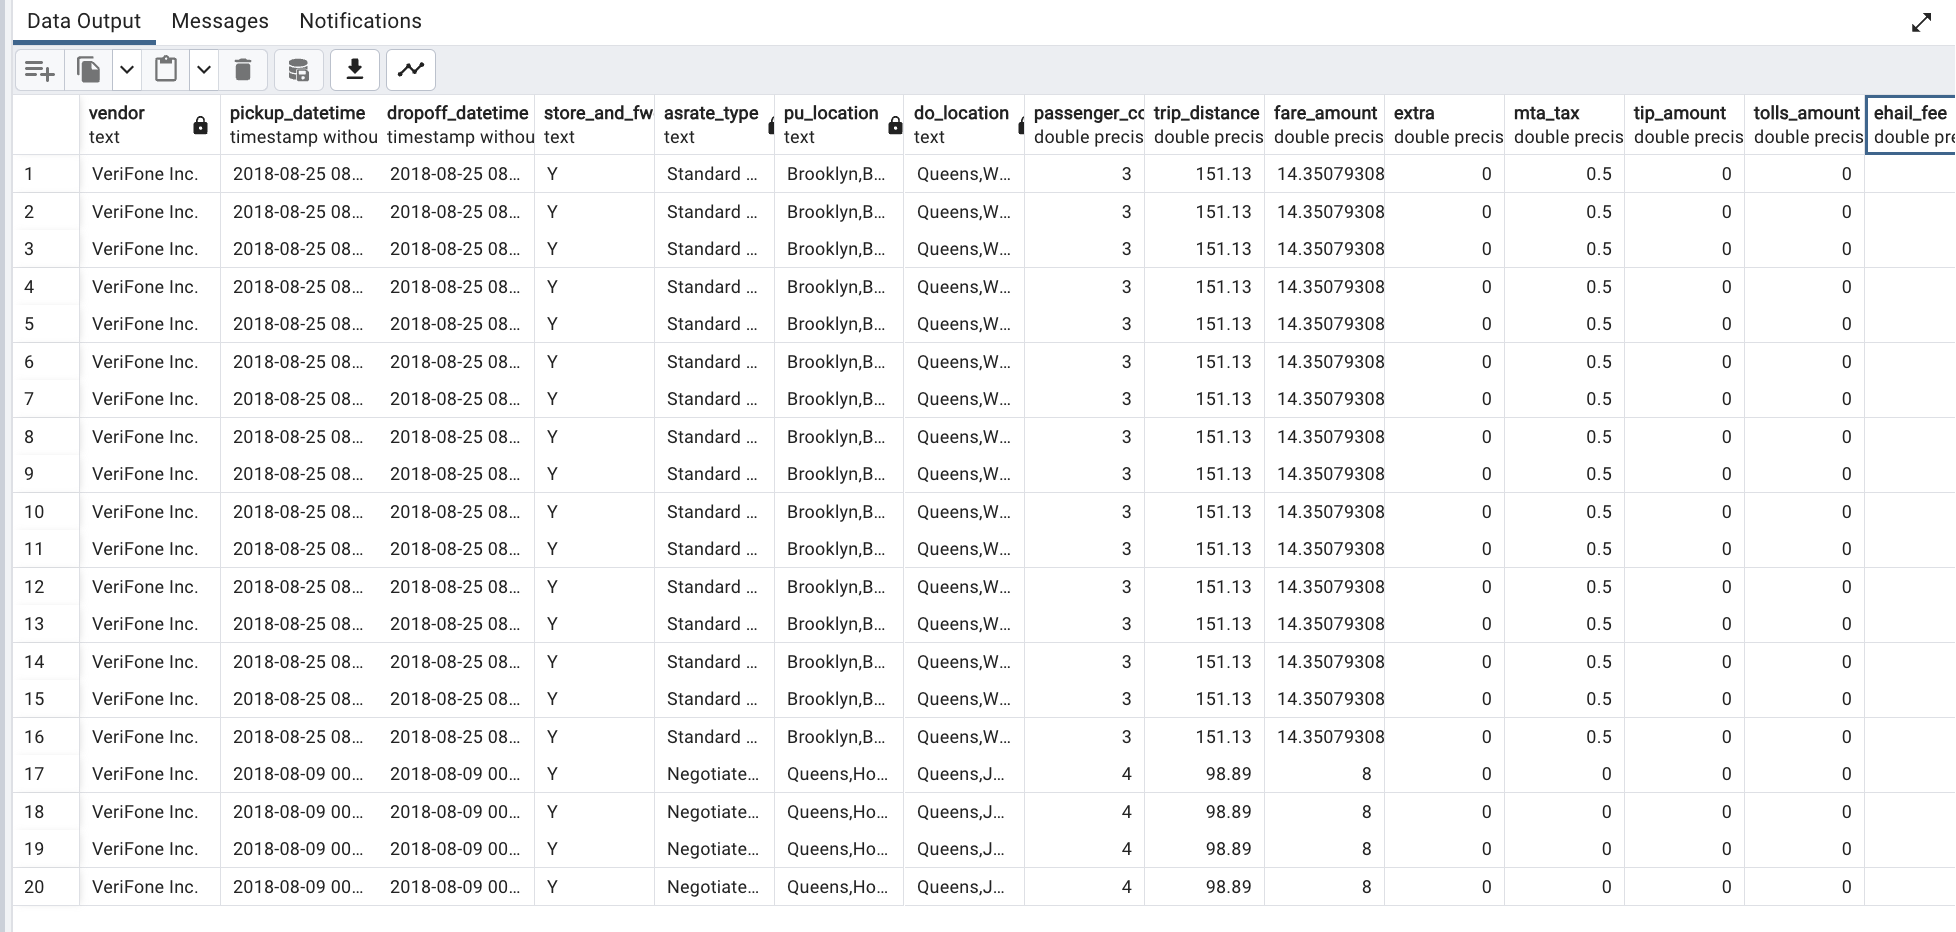 Data Output Messages Notifications
vendor pickup_datetime dropoff_datetime store_and_fw asrate_type pu_location do_location passenger_cc trip_distance fare_amount extra mta_tax tip_amount tolls_amount ehail_fee
text timestamp withou timestamp withou text text text text double precis double precis double precis double precis double precis double precis double precis double pre
1 VeriFone Inc. 2018-08-25 08... 2018-08-25 08... Y Standard ... Brooklyn,B... Queens,W... 3 151.13 14.35079308 0 0.5 0 0
2 VeriFone Inc. 2018-08-25 08... 2018-08-25 08... Y Standard ... Brooklyn,B... Queens,W... 3 151.13 14.35079308 0 0.5 0 0
3 VeriFone Inc. 2018-08-25 08... 2018-08-25 08... Y Standard ... Brooklyn,B... Queens,W... 3 151.13 14.35079308 0 0.5 0 0
4 VeriFone Inc. 2018-08-25 08... 2018-08-25 08... Y Standard ... Brooklyn,B... Queens,W... 3 151.13 14.35079308 0 0.5 0 0
5 VeriFone Inc. 2018-08-25 08... 2018-08-25 08... Y Standard ... Brooklyn,B... Queens,W... 3 151.13 14.35079308 0 0.5 0 0
6 VeriFone Inc. 2018-08-25 08... 2018-08-25 08... Y Standard ... Brooklyn,B... Queens,W... 3 151.13 14.35079308 0 0.5 0 0
7 VeriFone Inc. 2018-08-25 08... 2018-08-25 08... Y Standard ... Brooklyn,B... Queens,W... 3 151.13 14.35079308 0 0.5 0 0
8 VeriFone Inc. 2018-08-25 08... 2018-08-25 08... Y Standard ... Brooklyn,B... Queens,W... 3 151.13 14.35079308 0 0.5 0 0
9 VeriFone Inc. 2018-08-25 08... 2018-08-25 08... Y Standard ... Brooklyn,B... Queens,W... 3 151.13 14.35079308 0 0.5 0 0
10 VeriFone Inc. 2018-08-25 08... 2018-08-25 08... Y Standard ... Brooklyn,B... Queens,W... 3 151.13 14.35079308 0 0.5 0 0
11 VeriFone Inc. 2018-08-25 08... 2018-08-25 08... Y Standard ... Brooklyn,B... Queens,W... 3 151.13 14.35079308 0 0.5 0 0
12 VeriFone Inc. 2018-08-25 08... 2018-08-25 08... Y Standard ... Brooklyn,B... Queens,W... 3 151.13 14.35079308 0 0.5 0 0
13 VeriFone Inc. 2018-08-25 08... 2018-08-25 08... Y Standard ... Brooklyn,B... Queens,W... 3 151.13 14.35079308 0 0.5 0 0
14 VeriFone Inc. 2018-08-25 08... 2018-08-25 08... Y Standard ... Brooklyn,B... Queens,W... 3 151.13 14.35079308 0 0.5 0 0
15 VeriFone Inc. 2018-08-25 08... 2018-08-25 08... Y Standard ... Brooklyn,B... Queens,W... 3 151.13 14.35079308 0 0.5 0 0
16 VeriFone Inc. 2018-08-25 08... 2018-08-25 08... Y Standard ... Brooklyn,B... Queens,W... 3 151.13 14.35079308 0 0.5 0 0
17 VeriFone Inc. 2018-08-09 00... 2018-08-09 00... Y Negotiate... Queens,Ho... Queens,J... 4 98.89 8 0 0 0 0
18 VeriFone Inc. 2018-08-09 00... 2018-08-09 00... Y Negotiate... Queens,Ho... Queens,J... 4 98.89 8 0 0 0 0
19 VeriFone Inc. 2018-08-09 00... 2018-08-09 00... Y Negotiate... Queens,Ho... Queens,J... 4 98.89 8 0 0 0 0
20 VeriFone Inc. 2018-08-09 00... 2018-08-09 00... Y Negotiate... Queens,Ho... Queens,J... 4 98.89 8 0 0 0 0